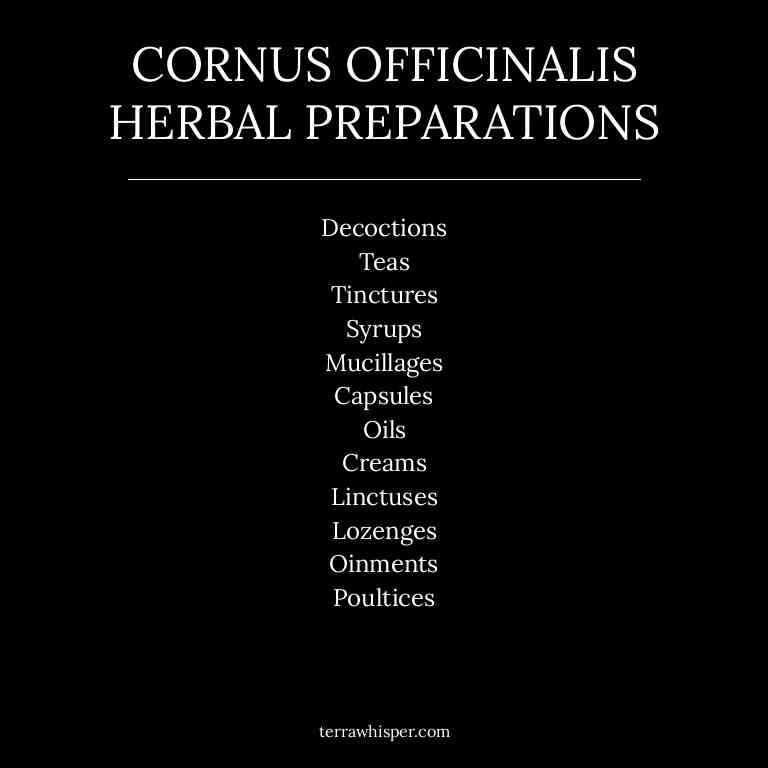 CORNUS OFFICINALIS
HERBAL PREPARATIONS
Decoctions
Teas
Tinctures
Syrups
Mucillages
Capsules
Oils
Creams
Linctuses
Lozenges
Oinments
Poultices
terrawhisper.com